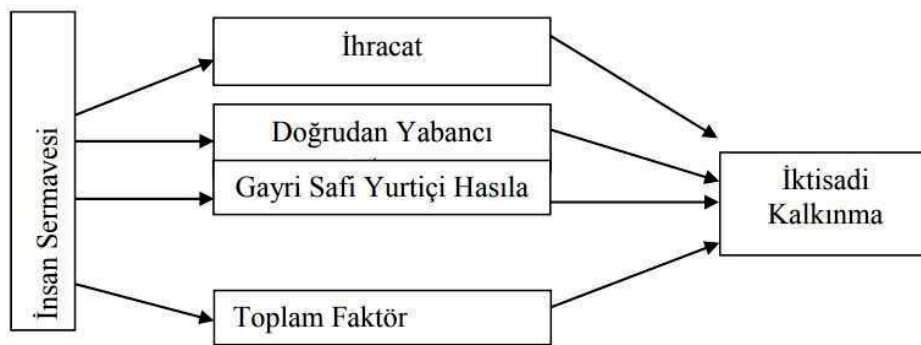 İnsan Sermayesi
İhracat
Doğrudan Yabancı
Gayri Safi Yurtiçi Hasıla
Toplam Faktör
İktisadi
Kalkınma